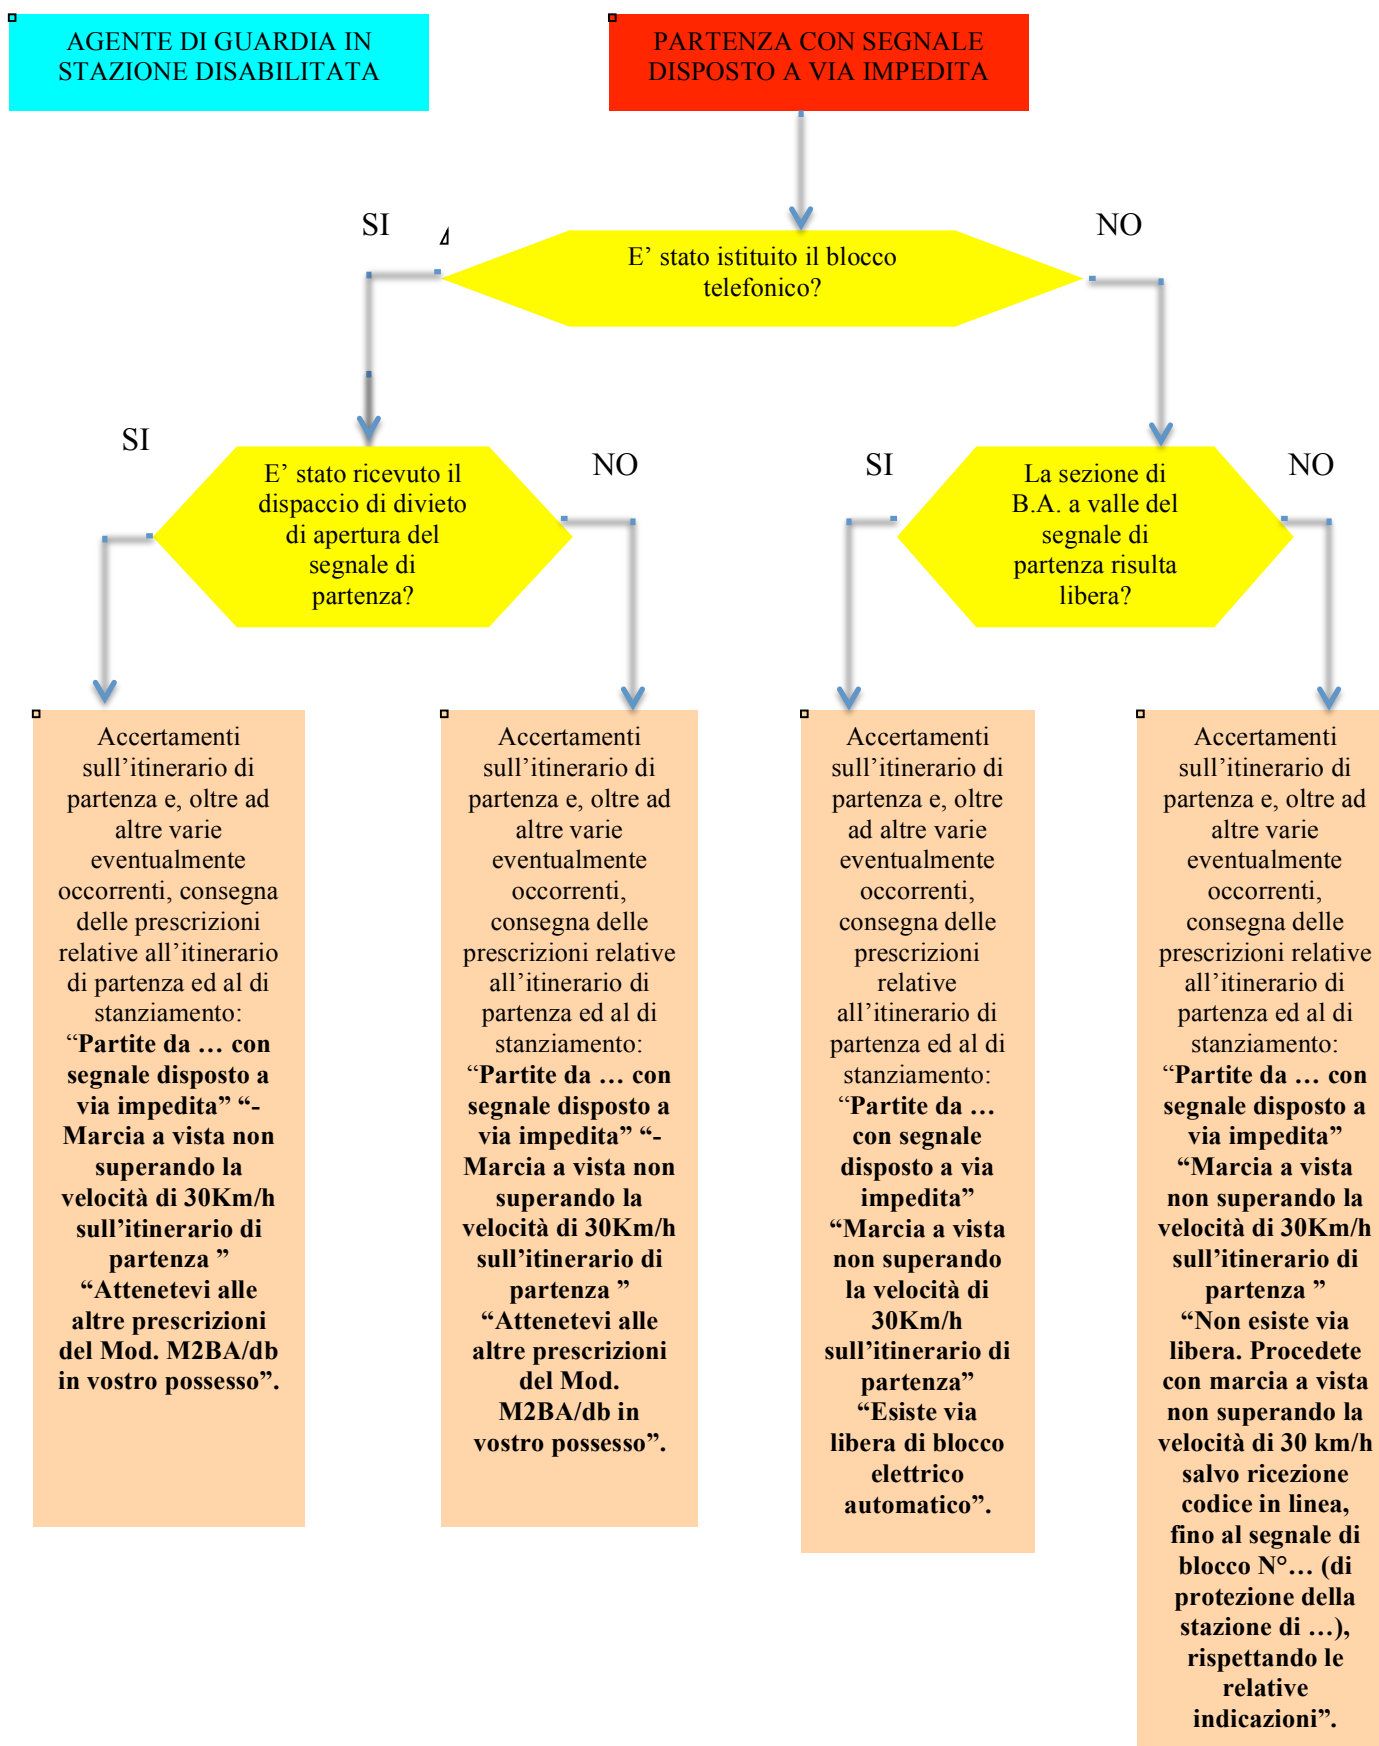 AGENTE DI GUARDIA IN
STAZIONE DISABILITATA
PARTENZA CON SEGNALE
DISPOSTO A VIA IMPEDITA
SI
NO
E’ stato istituito il blocco
telefonico?
SI
E’ stato ricevuto il
dispaccio di divieto
di apertura del
segnale di
partenza?
NO
SI
La sezione di
B.A. a valle del
segnale di
partenza risulta
libera?
NO
Accertamenti
sull’itinerario di
partenza e, oltre ad
altre varie
eventualmente
occorrenti, consegna
delle prescrizioni
relative all’itinerario
di partenza ed al di
stanziamento:
“Partite da … con
segnale disposto a
via impedita” “-
Marcia a vista non
superando la
velocità di 30Km/h
sull’itinerario di
partenza ”
“Attenetevi alle
altre prescrizioni
del Mod. M2BA/db
in vostro possesso”.
Accertamenti
sull’itinerario di
partenza e, oltre ad
altre varie
eventualmente
occorrenti,
consegna delle
prescrizioni relative
all’itinerario di
partenza ed al di
stanziamento:
“Partite da … con
segnale disposto a
via impedita” “-
Marcia a vista non
superando la
velocità di 30Km/h
sull’itinerario di
partenza ”
“Attenetevi alle
altre prescrizioni
del Mod.
M2BA/db in
vostro possesso”.
Accertamenti
sull’itinerario di
partenza e, oltre
ad altre varie
eventualmente
occorrenti,
consegna delle
prescrizioni
relative
all’itinerario di
partenza ed al di
stanziamento:
“Partite da …
con segnale
disposto a via
impedita”
“Marcia a vista
non superando
la velocità di
30Km/h
sull’itinerario di
partenza”
“Esiste via
libera di blocco
elettrico
automatico”.
Accertamenti
sull’itinerario di
partenza e, oltre ad
altre varie
eventualmente
occorrenti,
consegna delle
prescrizioni relative
all’itinerario di
partenza ed al di
stanziamento:
“Partite da … con
segnale disposto a
via impedita”
“Marcia a vista
non superando la
velocità di 30Km/h
sull’itinerario di
partenza ”
“Non esiste via
libera. Procedete
con marcia a vista
non superando la
velocità di 30 km/h
salvo ricezione
codice in linea,
fino al segnale di
blocco N°… (di
protezione della
stazione di …),
rispettando le
relative
indicazioni”.